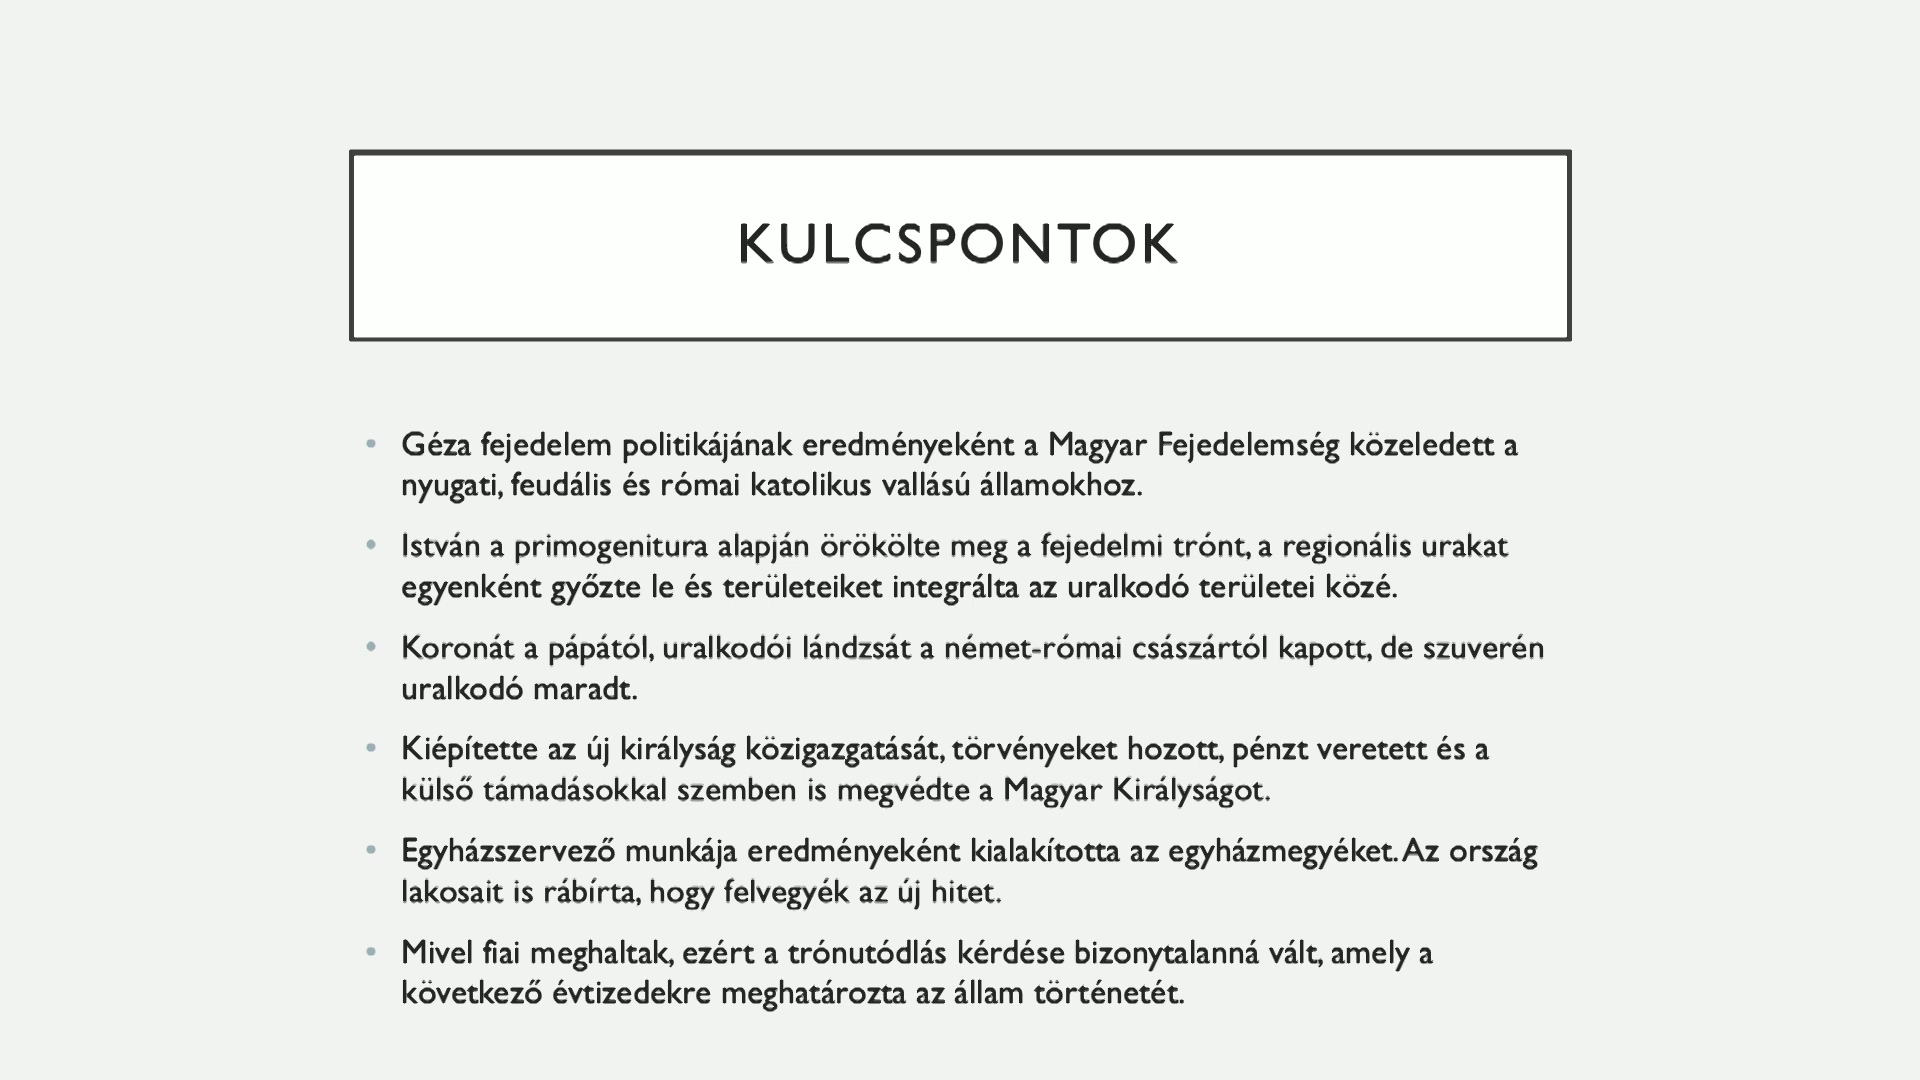 KULCSPONTOK
• Géza fejedelem politikájának eredményeként a Magyar Fejedelemség közeledett a
nyugati, feudális és római katolikus vallású államokhoz.
• István a primogenitura alapján örökölte meg a fejedelmi trónt, a regionális urakat
egyenként győzte le és területeiket integrálta az uralkodó területei közé.
• Koronát a pápától, uralkodói lándzsát a német-római császártól kapott, de szuverén
uralkodó maradt.
• Kiépítette az új királyság közigazgatását, törvényeket hozott, pénzt veretett és a
külső támadásokkal szemben is megvédte a Magyar Királyságot.
• Egyházszervező munkája eredményeként kialakította az egyházmegyéket. Az ország
lakosait is rábírta, hogy felvegyék az új hitet.
• Mivel fiai meghaltak, ezért a trónutódlás kérdése bizonytalanná vált, amely a
következő évtizedekre meghatározta az állam történetét.